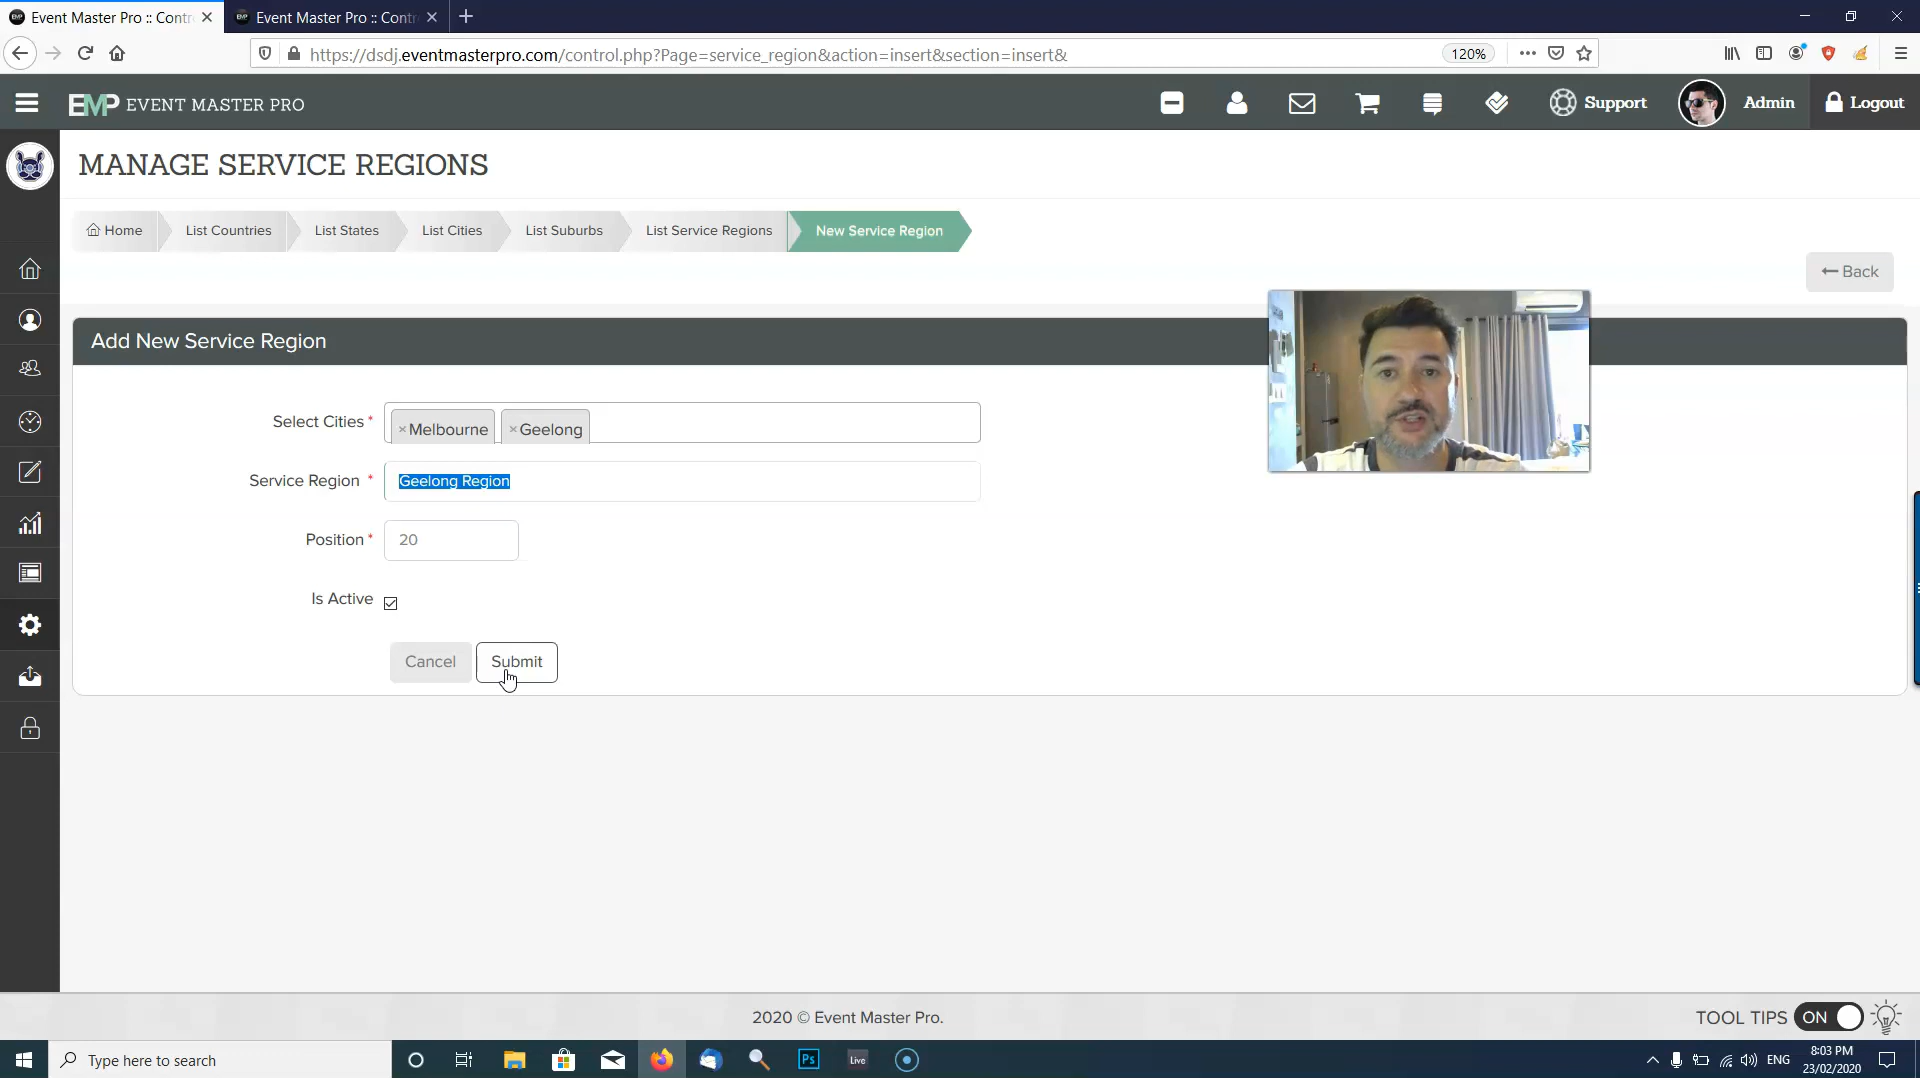 Event Master Pro :: Contr
Event Master Pro :: Contr
https://dsdj.eventmasterpro.com/control.php?Page=service_region&action=insert&section=insert&
120%
EMP EVENT MASTER PRO
Support
Admin
Logout
MANAGE SERVICE REGIONS
Home
List Countries
List States
List Cities
List Suburbs
List Service Regions
New Service Region
Back
Add New Service Region
Select Cities *
×Melbourne
×Geelong
Service Region *
Geelong Region
Position *
20
Is Active
Cancel
Submit
2020 © Event Master Pro.
TOOL TIPS
ON
Type here to search
Ps
Live
ENG
8:03 PM
23/02/2020